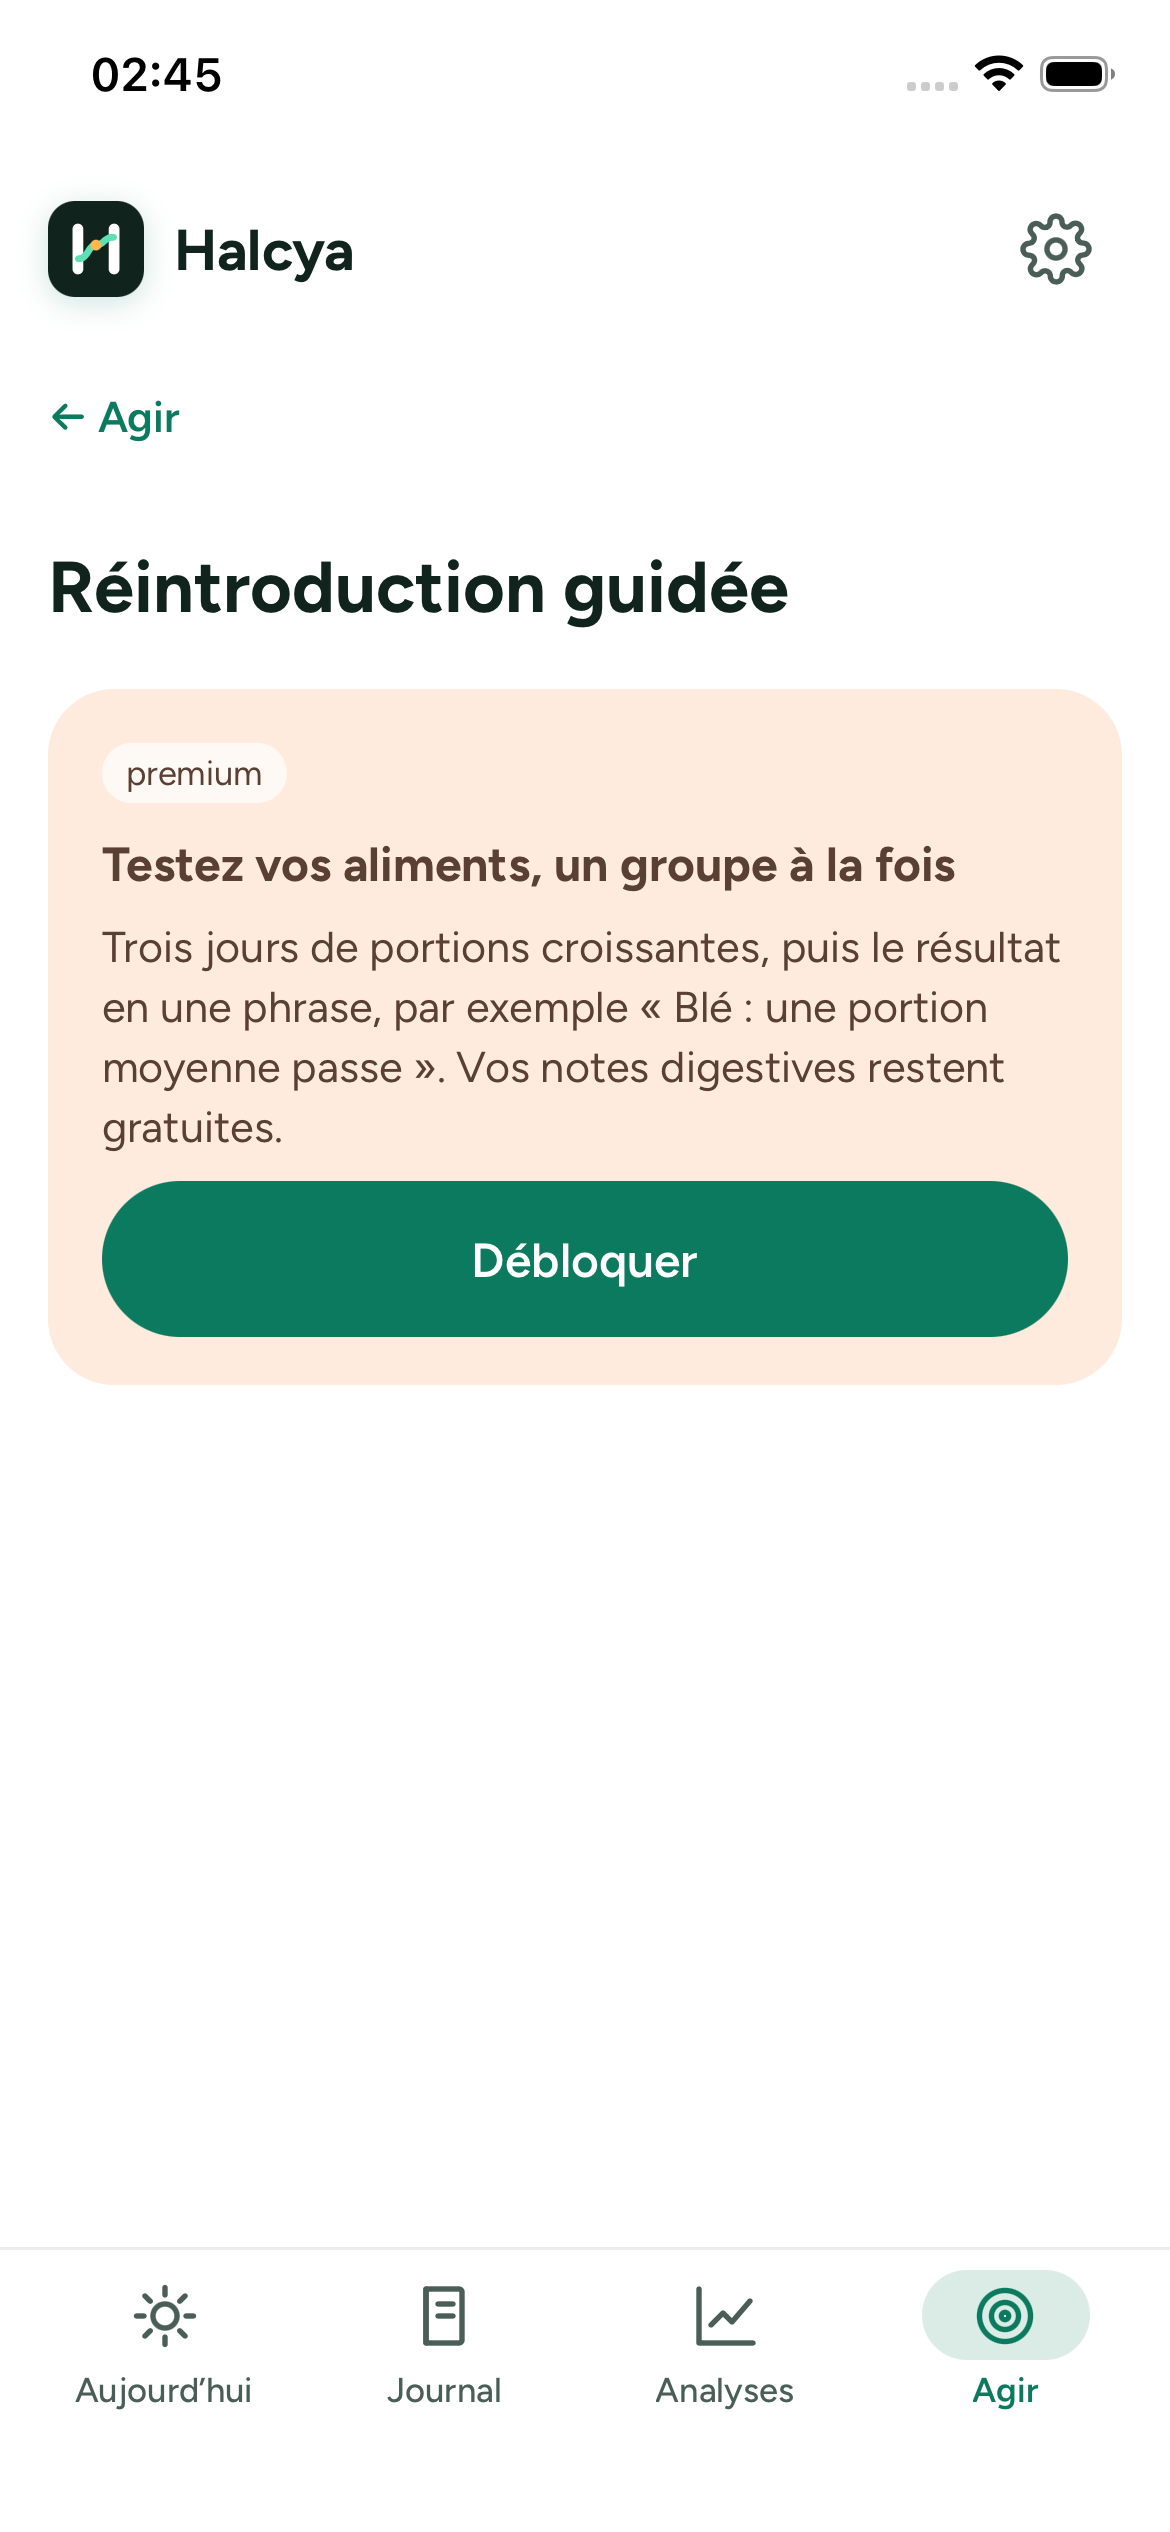 02:45
Halcya
← Agir
Réintroduction guidée
premium
Testez vos aliments, un groupe à la fois
Trois jours de portions croissantes, puis le résultat
en une phrase, par exemple « Blé : une portion
moyenne passe ». Vos notes digestives restent
gratuites.
Débloquer
Aujourd’hui
Journal
Analyses
Agir